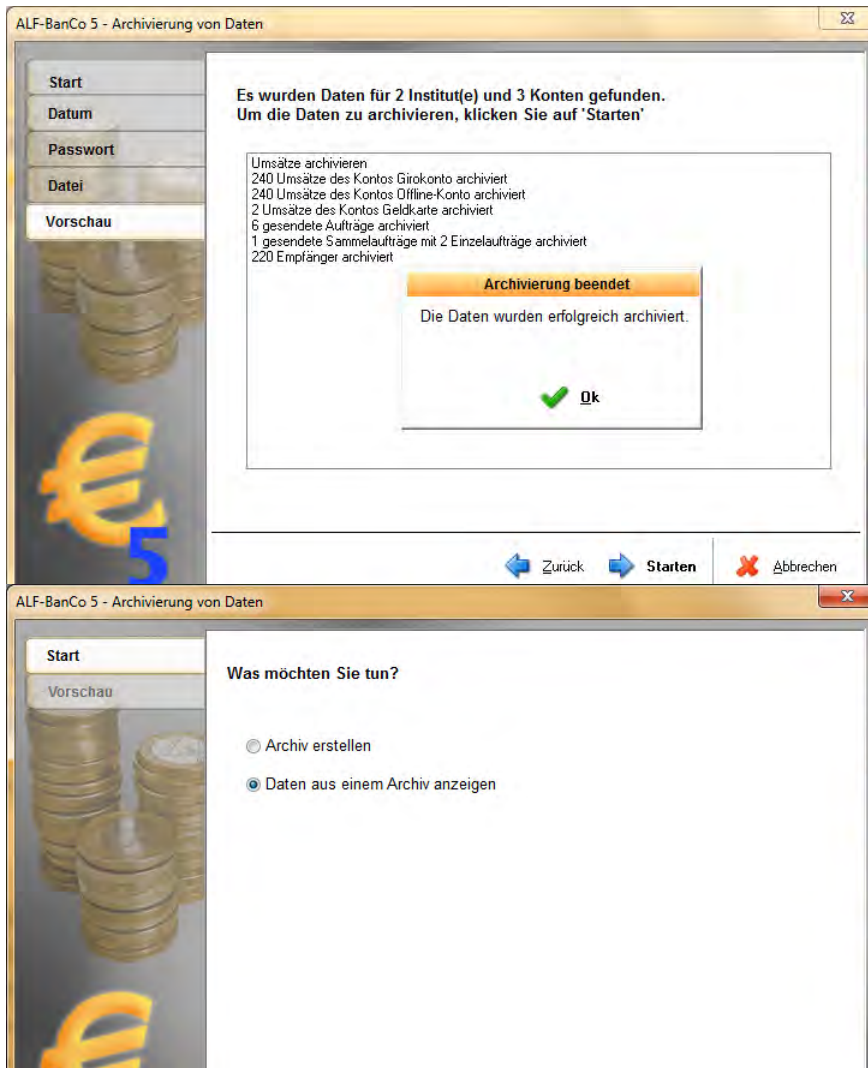 ALF-BanCo 5 - Archivierung von Daten
Start
Datum
Passwort
Datei
Vorschau
Es wurden Daten für 2 Institut(e) und 3 Konten gefunden.
Um die Daten zu archivieren, klicken Sie auf 'Starten'
Umsätze archivieren
240 Umsätze des Kontos Girokonto archiviert
240 Umsätze des Kontos Offline-Konto archiviert
2 Umsätze des Kontos Geldkarte archiviert
6 gesendete Aufträge archiviert
1 gesendete Sammelaufträge mit 2 Einzelaufträge archiviert
220 Empfänger archiviert
Archivierung beendet
Die Daten wurden erfolgreich archiviert.
Ok
€
5
Zurück Starten Abbrechen
ALF-BanCo 5 - Archivierung von Daten
Start
Vorschau
Was möchten Sie tun?
Archiv erstellen
Daten aus einem Archiv anzeigen
€